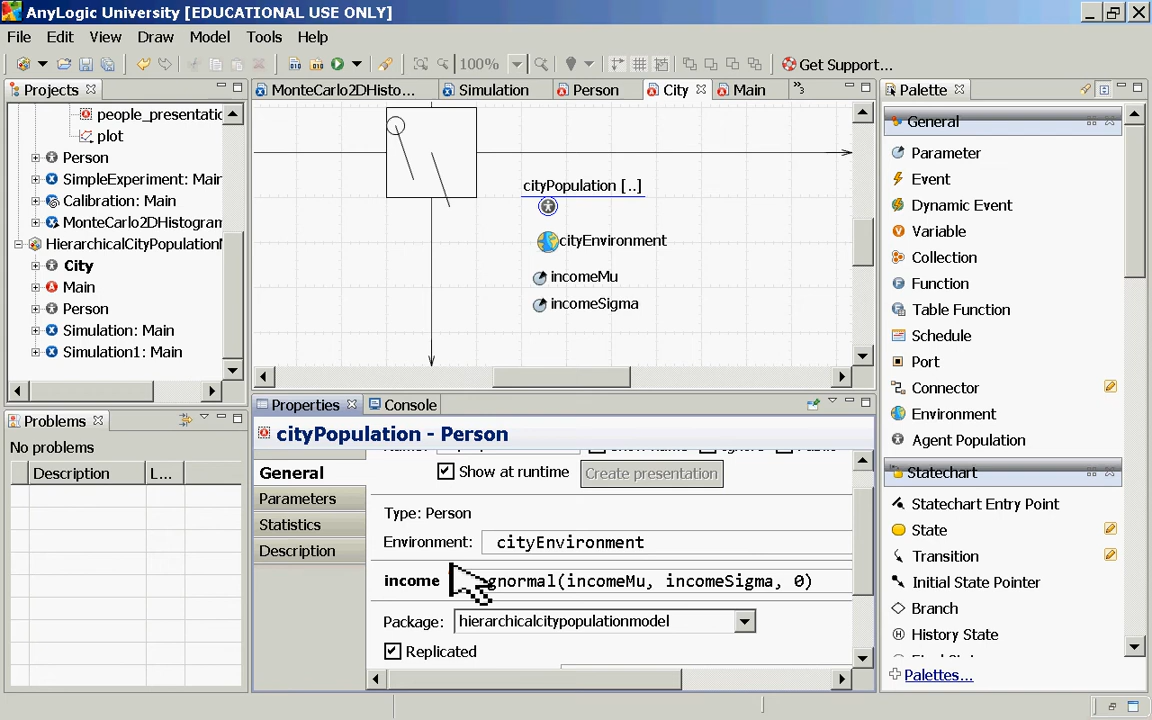 AnyLogic University [EDUCATIONAL USE ONLY]
File Edit View Draw Model Tools Help
100% Get Support...
Projects
people_presentatio
plot
Person
SimpleExperiment: Main
Calibration: Main
MonteCarlo2DHistogram
HierarchicalCityPopulationM
City
Main
Person
Simulation: Main
Simulation1: Main
Problems
No problems
Description L...
MonteCarlo2DHisto... Simulation Person City Main »3
cityPopulation [..]
cityEnvironment
incomeMu
incomeSigma
Properties Console
cityPopulation - Person
General
Parameters
Statistics
Description
Show at runtime Create presentation
Type: Person
Environment: cityEnvironment
income gnormal(incomeMu, incomeSigma, 0)
Package: hierarchicalcitypopulationmodel
Replicated
Palette
General
Parameter
Event
Dynamic Event
Variable
Collection
Function
Table Function
Schedule
Port
Connector
Environment
Agent Population
Statechart
Statechart Entry Point
State
Transition
Initial State Pointer
Branch
History State
Palettes...